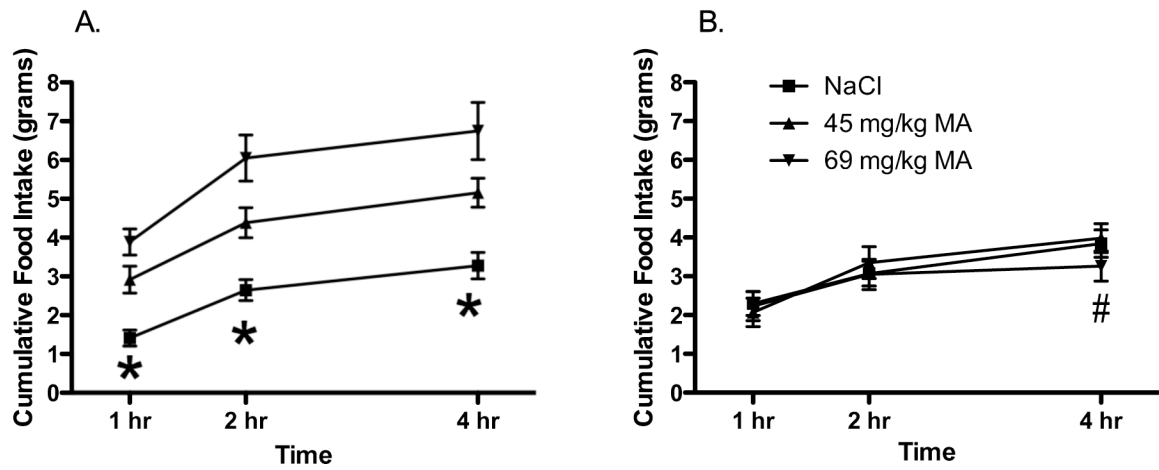 A.
Cumulative Food Intake (grams)
8
7
6
5
4
3
2
1
0
*
*
*
1 hr
2 hr
4 hr
Time
B.
Cumulative Food Intake (grams)
8
7
6
5
4
3
2
1
0
NaCl
45 mg/kg MA
69 mg/kg MA
#
1 hr
2 hr
4 hr
Time